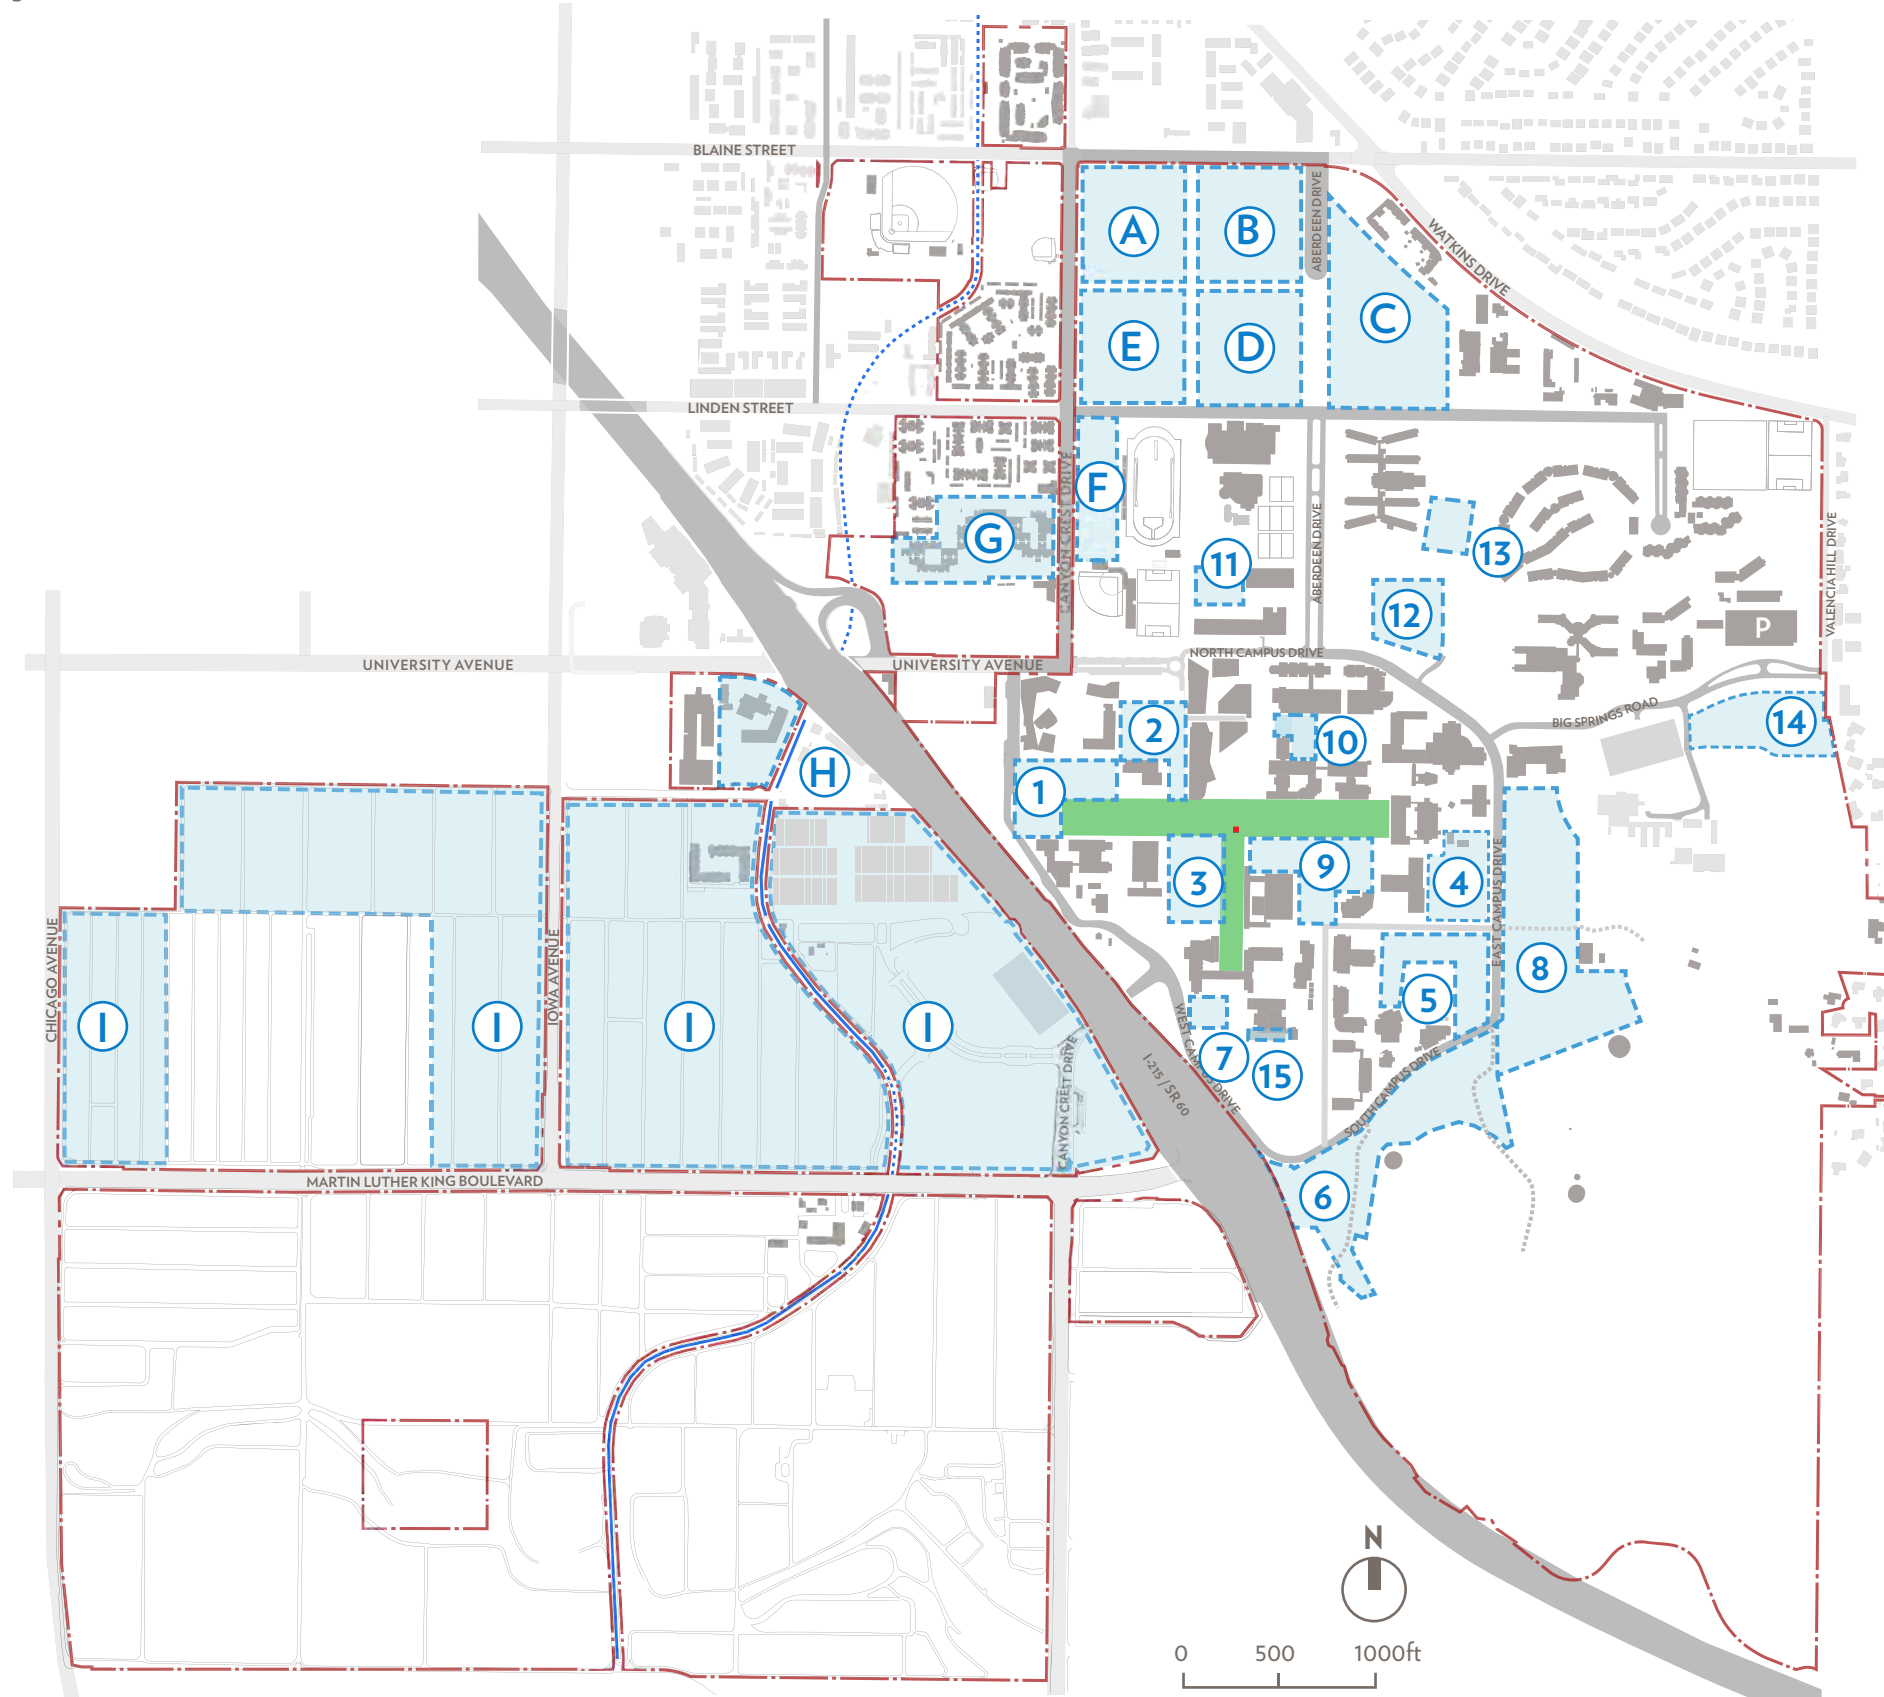 BLAINE STREET
ABERDEEN DRIVE
WATKINS DRIVE
A
B
C
E
D
LINDEN STREET
CANYON CREST DRIVE
F
G
11
ABERDEEN DRIVE
13
12
P
VALENCIA HILL DRIVE
UNIVERSITY AVENUE
UNIVERSITY AVENUE
NORTH CAMPUS DRIVE
BIG SPRINGS ROAD
14
2
10
H
1
3
9
4
EAST CAMPUS DRIVE
8
5
CHICAGO AVENUE
I
I
IOWA AVENUE
I
I
CANYON CREST DRIVE
I-215 / SR 60
WEST CAMPUS DRIVE
7
15
SOUTH CAMPUS DRIVE
6
MARTIN LUTHER KING BOULEVARD
N
0 500 1000ft